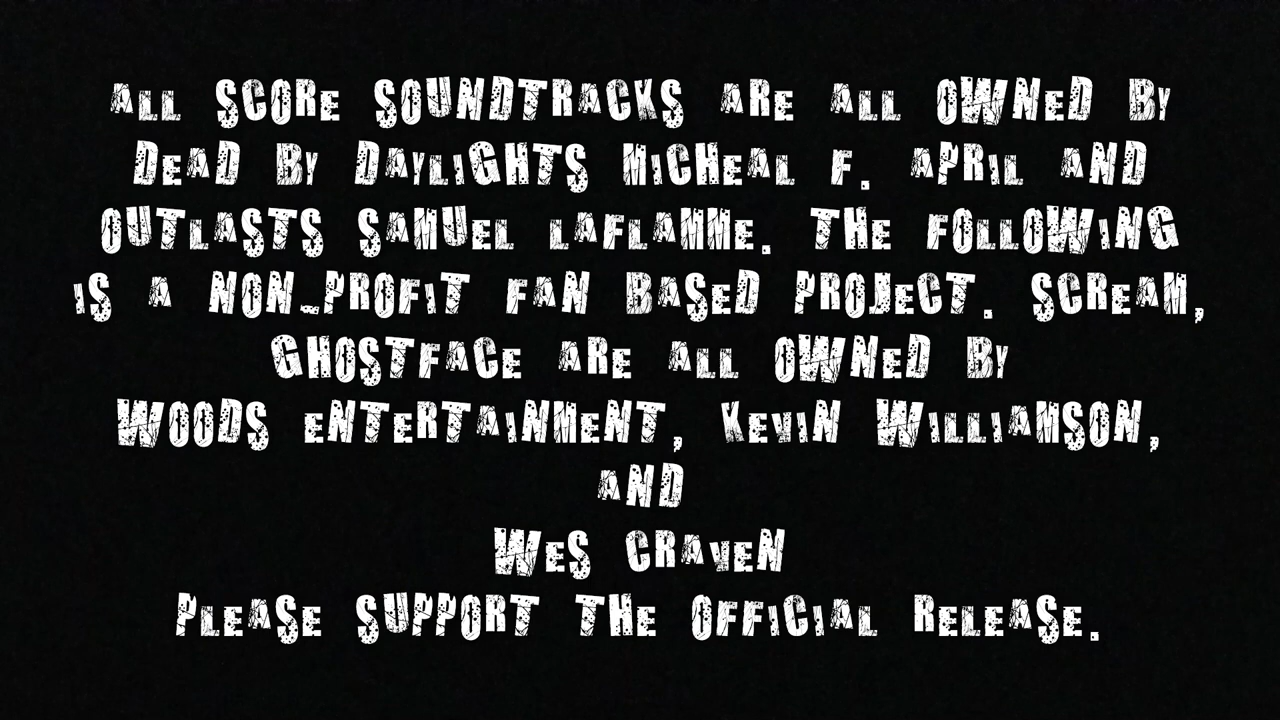 ALL SCORE SOUNDTRACKS ARE ALL OWNED BY
DEAD BY DAYLIGHTS MICHEAL F. APRIL AND
OUTLASTS SAMUEL LAFLAMME. THE FOLLOWING
IS A NON-PROFIT FAN BASED PROJECT. SCREAM,
GHOSTFACE ARE ALL OWNED BY
WOODS ENTERTAINMENT, KEVIN WILLIAMSON,
AND
WES CRAVEN
PLEASE SUPPORT THE OFFICIAL RELEASE.